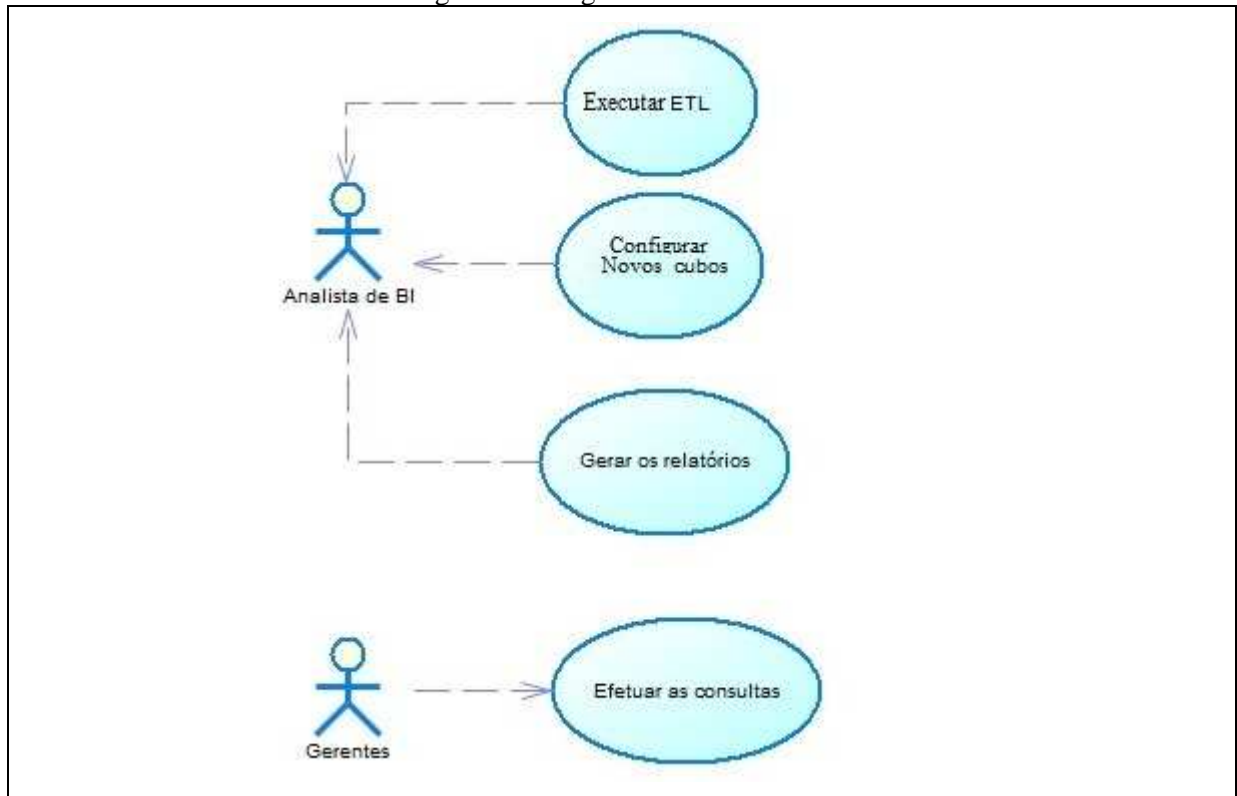 Executar ETL
Configurar
Novos cubos
Analista de BI
Gerar os relatórios
Efetuar as consultas
Gerentes